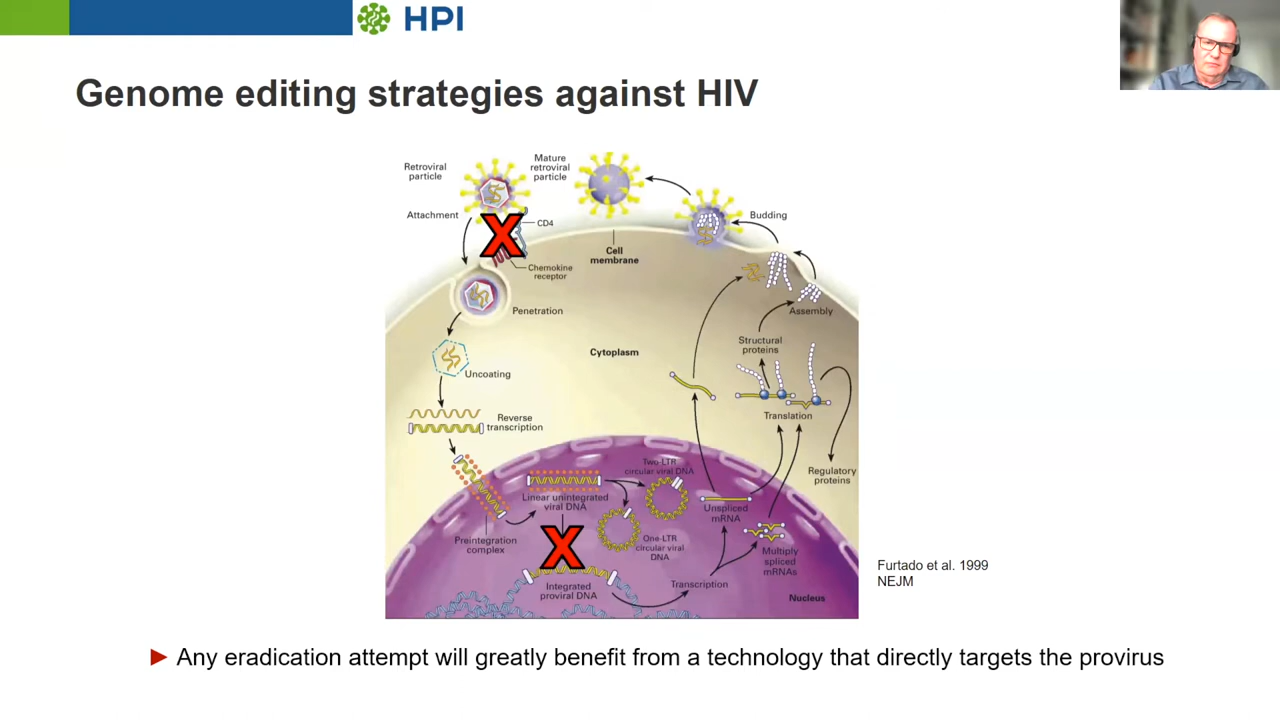 HPI
Genome editing strategies against HIV
Retroviral
particle
Mature
retroviral
particle
Attachment
CD4
Chemokine
receptor
Cell
membrane
Budding
Penetration
Assembly
Cytoplasm
Structural
proteins
Uncoating
Reverse
transcription
Translation
Regulatory
proteins
Two-LTR
circular viral DNA
Linear unintegrated
viral DNA
Unspliced
mRNA
Preintegration
complex
One-LTR
circular viral
DNA
Multiply
spliced
mRNAs
Integrated
proviral DNA
Transcription
Nucleus
Furtado et al. 1999
NEJM
Any eradication attempt will greatly benefit from a technology that directly targets the provirus